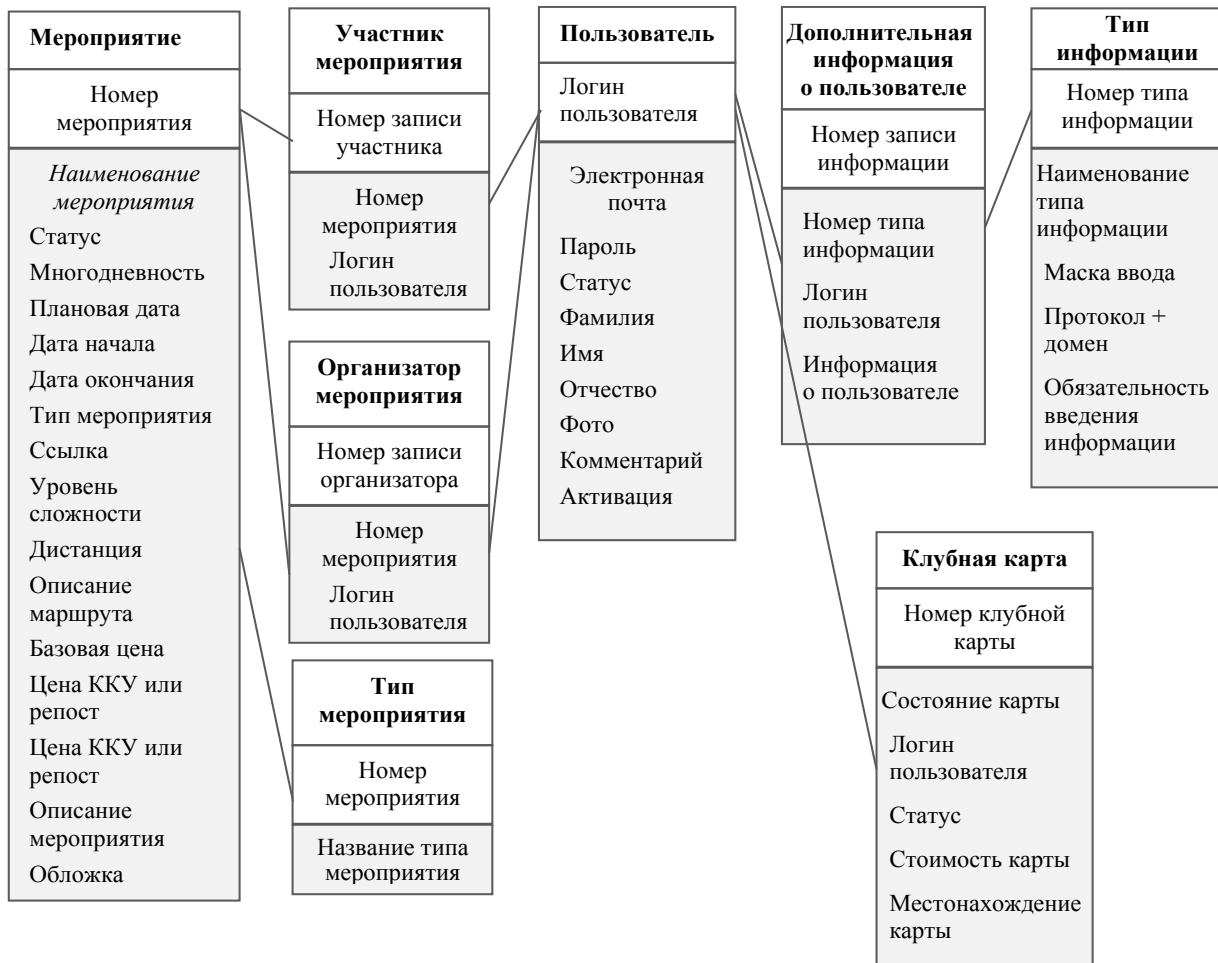 Мероприятие
Номер
мероприятия
Наименование
мероприятия
Статус
Многодневность
Плановая дата
Дата начала
Дата окончания
Тип мероприятия
Ссылка
Уровень
сложности
Дистанция
Описание
маршрута
Базовая цена
Цена ККУ или
репост
Цена ККУ или
репост
Описание
мероприятия
Обложка
Участник
мероприятия
Номер записи
участника
Номер
мероприятия
Логин
пользователя
Организатор
мероприятия
Номер записи
организатора
Номер
мероприятия
Логин
пользователя
Тип
мероприятия
Номер
мероприятия
Название типа
мероприятия
Пользователь
Логин
пользователя
Электронная
почта
Пароль
Статус
Фамилия
Имя
Отчество
Фото
Комментарий
Активация
Дополнительная
информация
о пользователе
Номер записи
информации
Номер типа
информации
Логин
пользователя
Информация
о пользователе
Тип
информации
Номер типа
информации
Наименование
типа
информации
Маска ввода
Протокол +
домен
Обязательность
введения
информации
Клубная карта
Номер клубной
карты
Состояние карты
Логин
пользователя
Статус
Стоимость карты
Местонахождение
карты